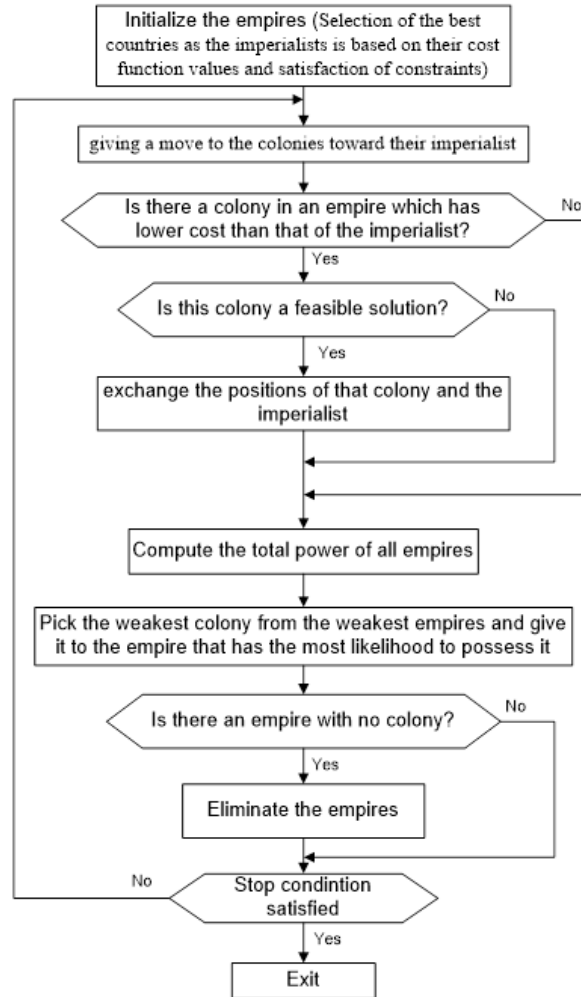 Initialize the empires (Selection of the best
countries as the imperialists is based on their cost
function values and satisfaction of constraints)
giving a move to the colonies toward their imperialist
Is there a colony in an empire which has
lower cost than that of the imperialist?
No
Yes
Is this colony a feasible solution?
No
Yes
exchange the positions of that colony and the
imperialist
Compute the total power of all empires
Pick the weakest colony from the weakest empires and give
it to the empire that has the most likelihood to possess it
Is there an empire with no colony?
No
Yes
Eliminate the empires
No
Stop condintion
satisfied
Yes
Exit